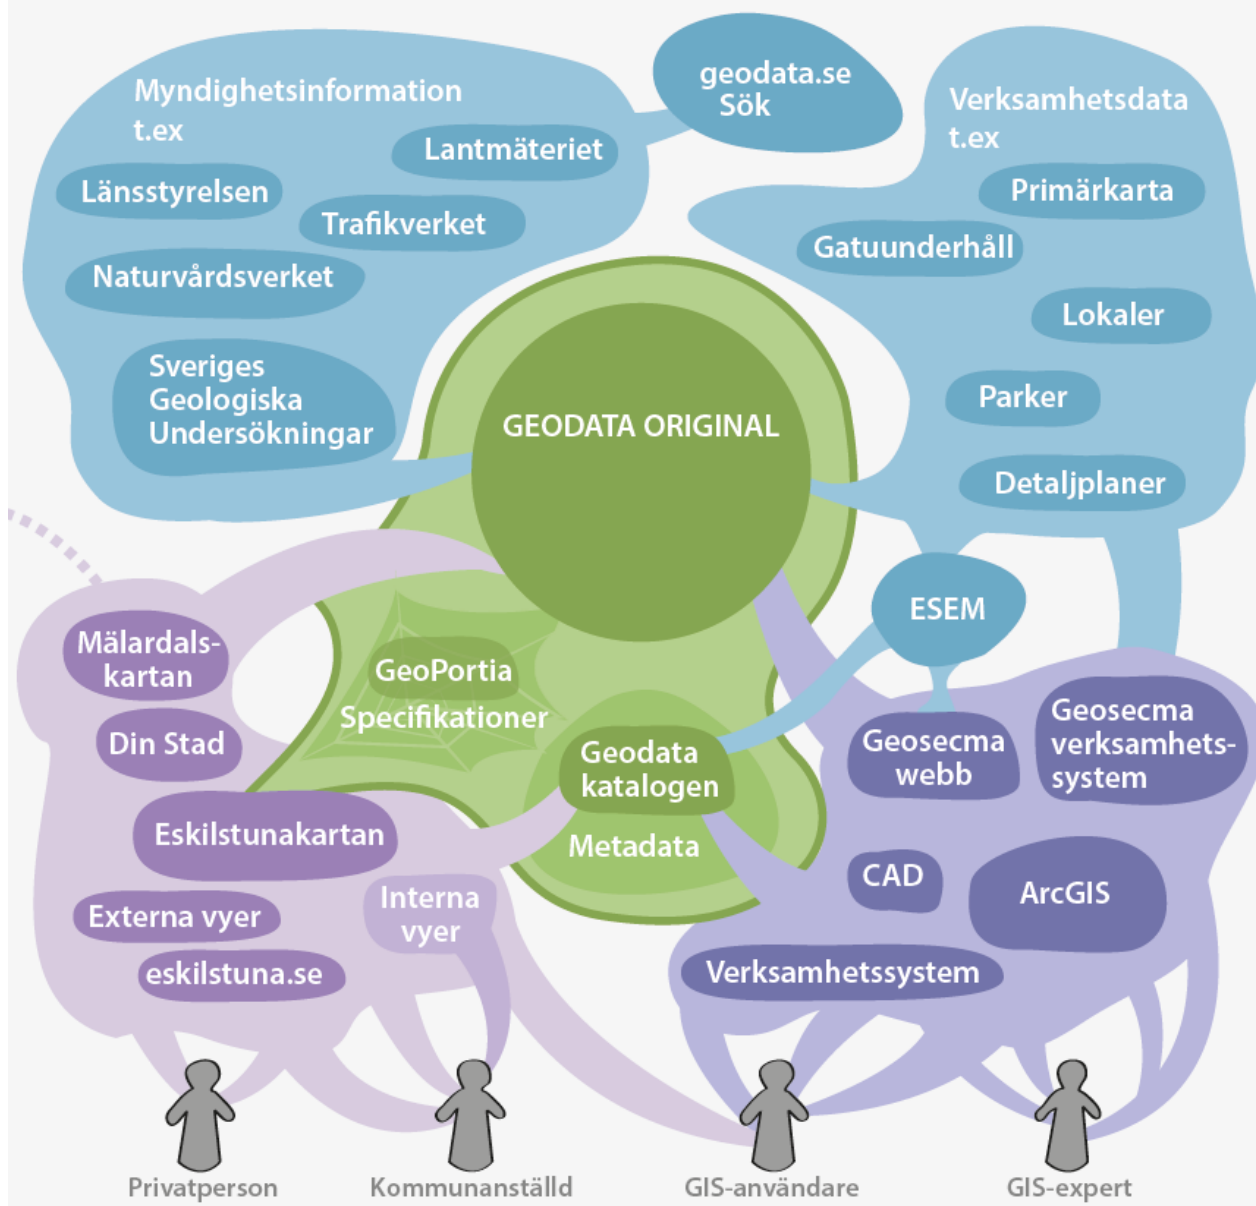 Myndighetsinformation
t.ex
Lantmäteriet
Länsstyrelsen
Trafikverket
Naturvårdsverket
Sveriges
Geologiska
Undersökningar
geodata.se
Sök
Verksamhetsdata
t.ex
Primärkarta
Gatuunderhåll
Lokaler
Parker
Detaljplaner
GEODATA ORIGINAL
ESEM
GeoPortia
Specifikationer
Geodata
katalogen
Metadata
Mälardals-
kartan
Din Stad
Eskilstunakartan
Externa vyer
Interna
vyer
eskilstuna.se
Geosecma
webb
Geosecma
verksamhets-
system
CAD
ArcGIS
Verksamhetssystem
Privatperson
Kommunanställd
GIS-användare
GIS-expert